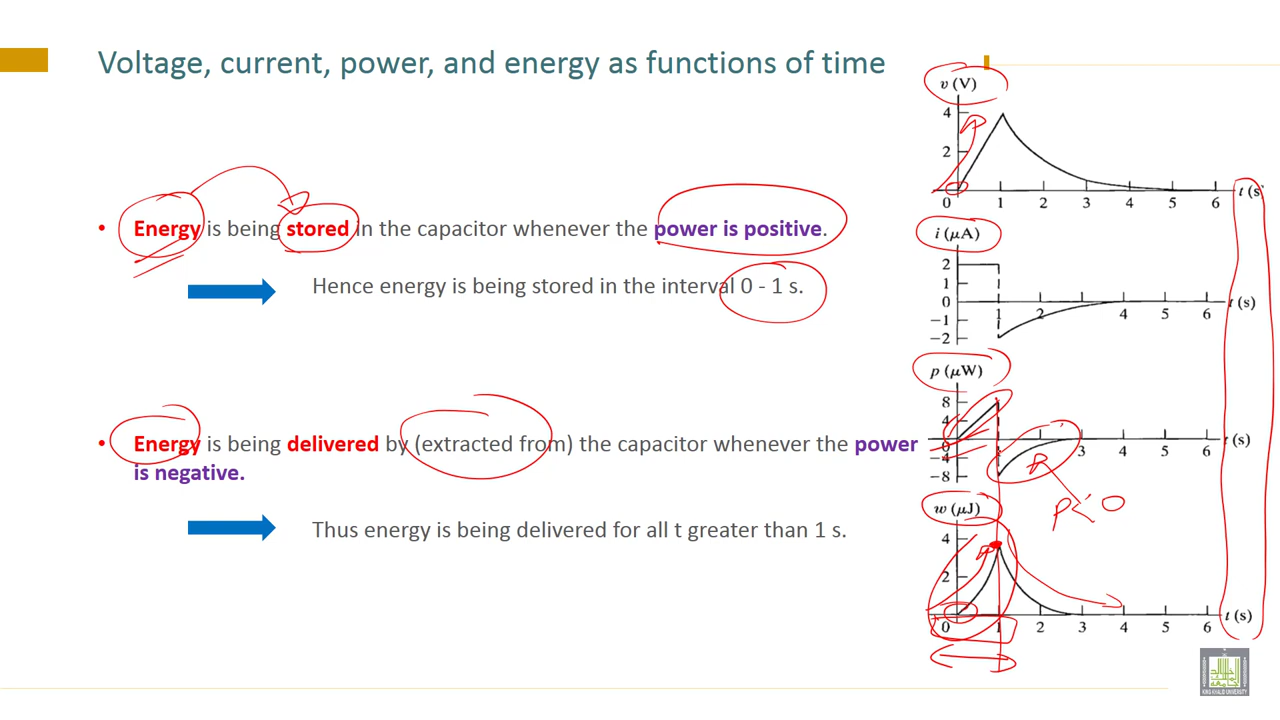 Voltage, current, power, and energy as functions of time
• Energy is being stored in the capacitor whenever the power is positive.
Hence energy is being stored in the interval 0 - 1 s.
• Energy is being delivered by (extracted from) the capacitor whenever the power
is negative.
Thus energy is being delivered for all t greater than 1 s.
v (V)
4
2
0 1 2 3 4 5 6 t (s)
i (μA)
2
1
0
−1
−2
1 2 3 4 5 6 t (s)
p (μW)
8
4
0
−4
−8
3 4 5 6 t (s)
P<0
w (μJ)
4
2
0 1 2 3 4 5 6 t (s)
KING KHALID UNIVERSITY